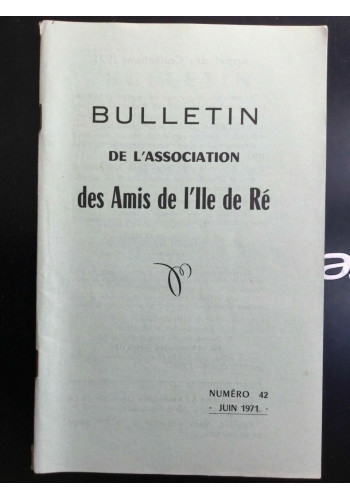 BULLETIN
DE L'ASSOCIATION
des Amis de l'Ile de Ré
NUMÉRO 42
- JUIN 1971 -